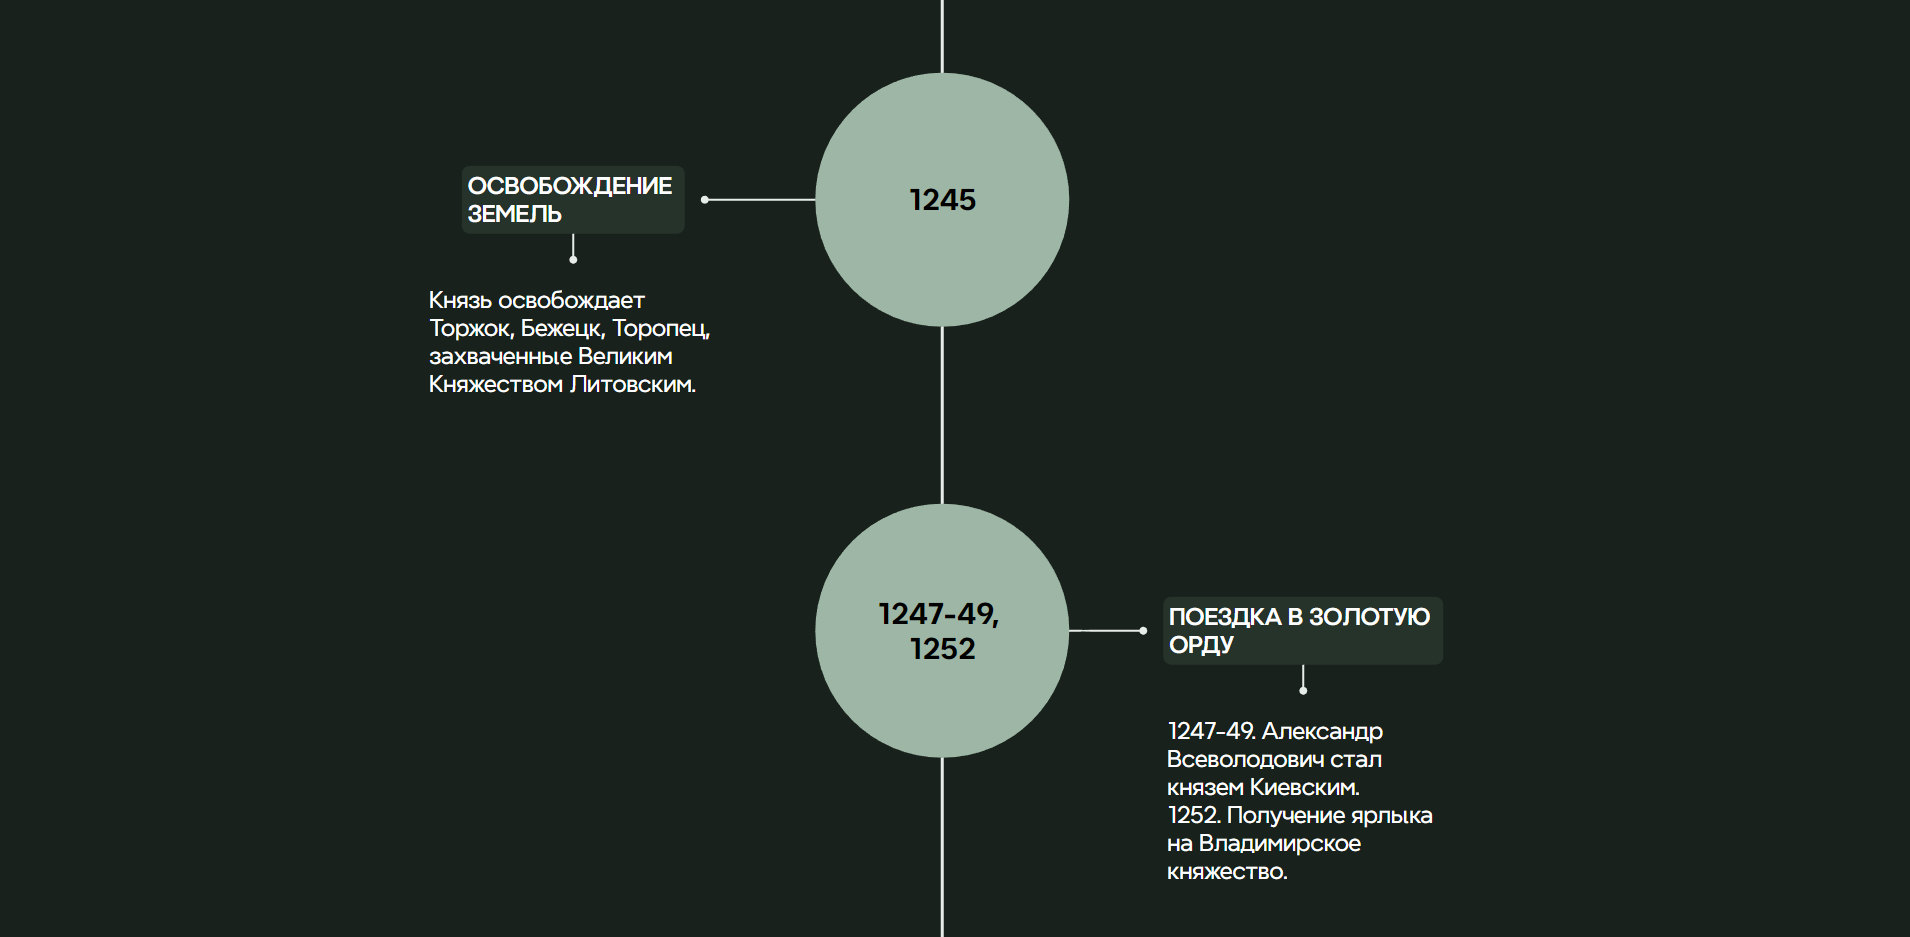 1245
ОСВОБОЖДЕНИЕ
ЗЕМЕЛЬ
Князь освобождает
Торжок, Бежецк, Торопец,
захваченные Великим
Княжеством Литовским.
1247-49,
1252
ПОЕЗДКА В ЗОЛОТУЮ
ОРДУ
1247-49. Александр
Всеволодович стал
князем Киевским.
1252. Получение ярлыка
на Владимирское
княжество.